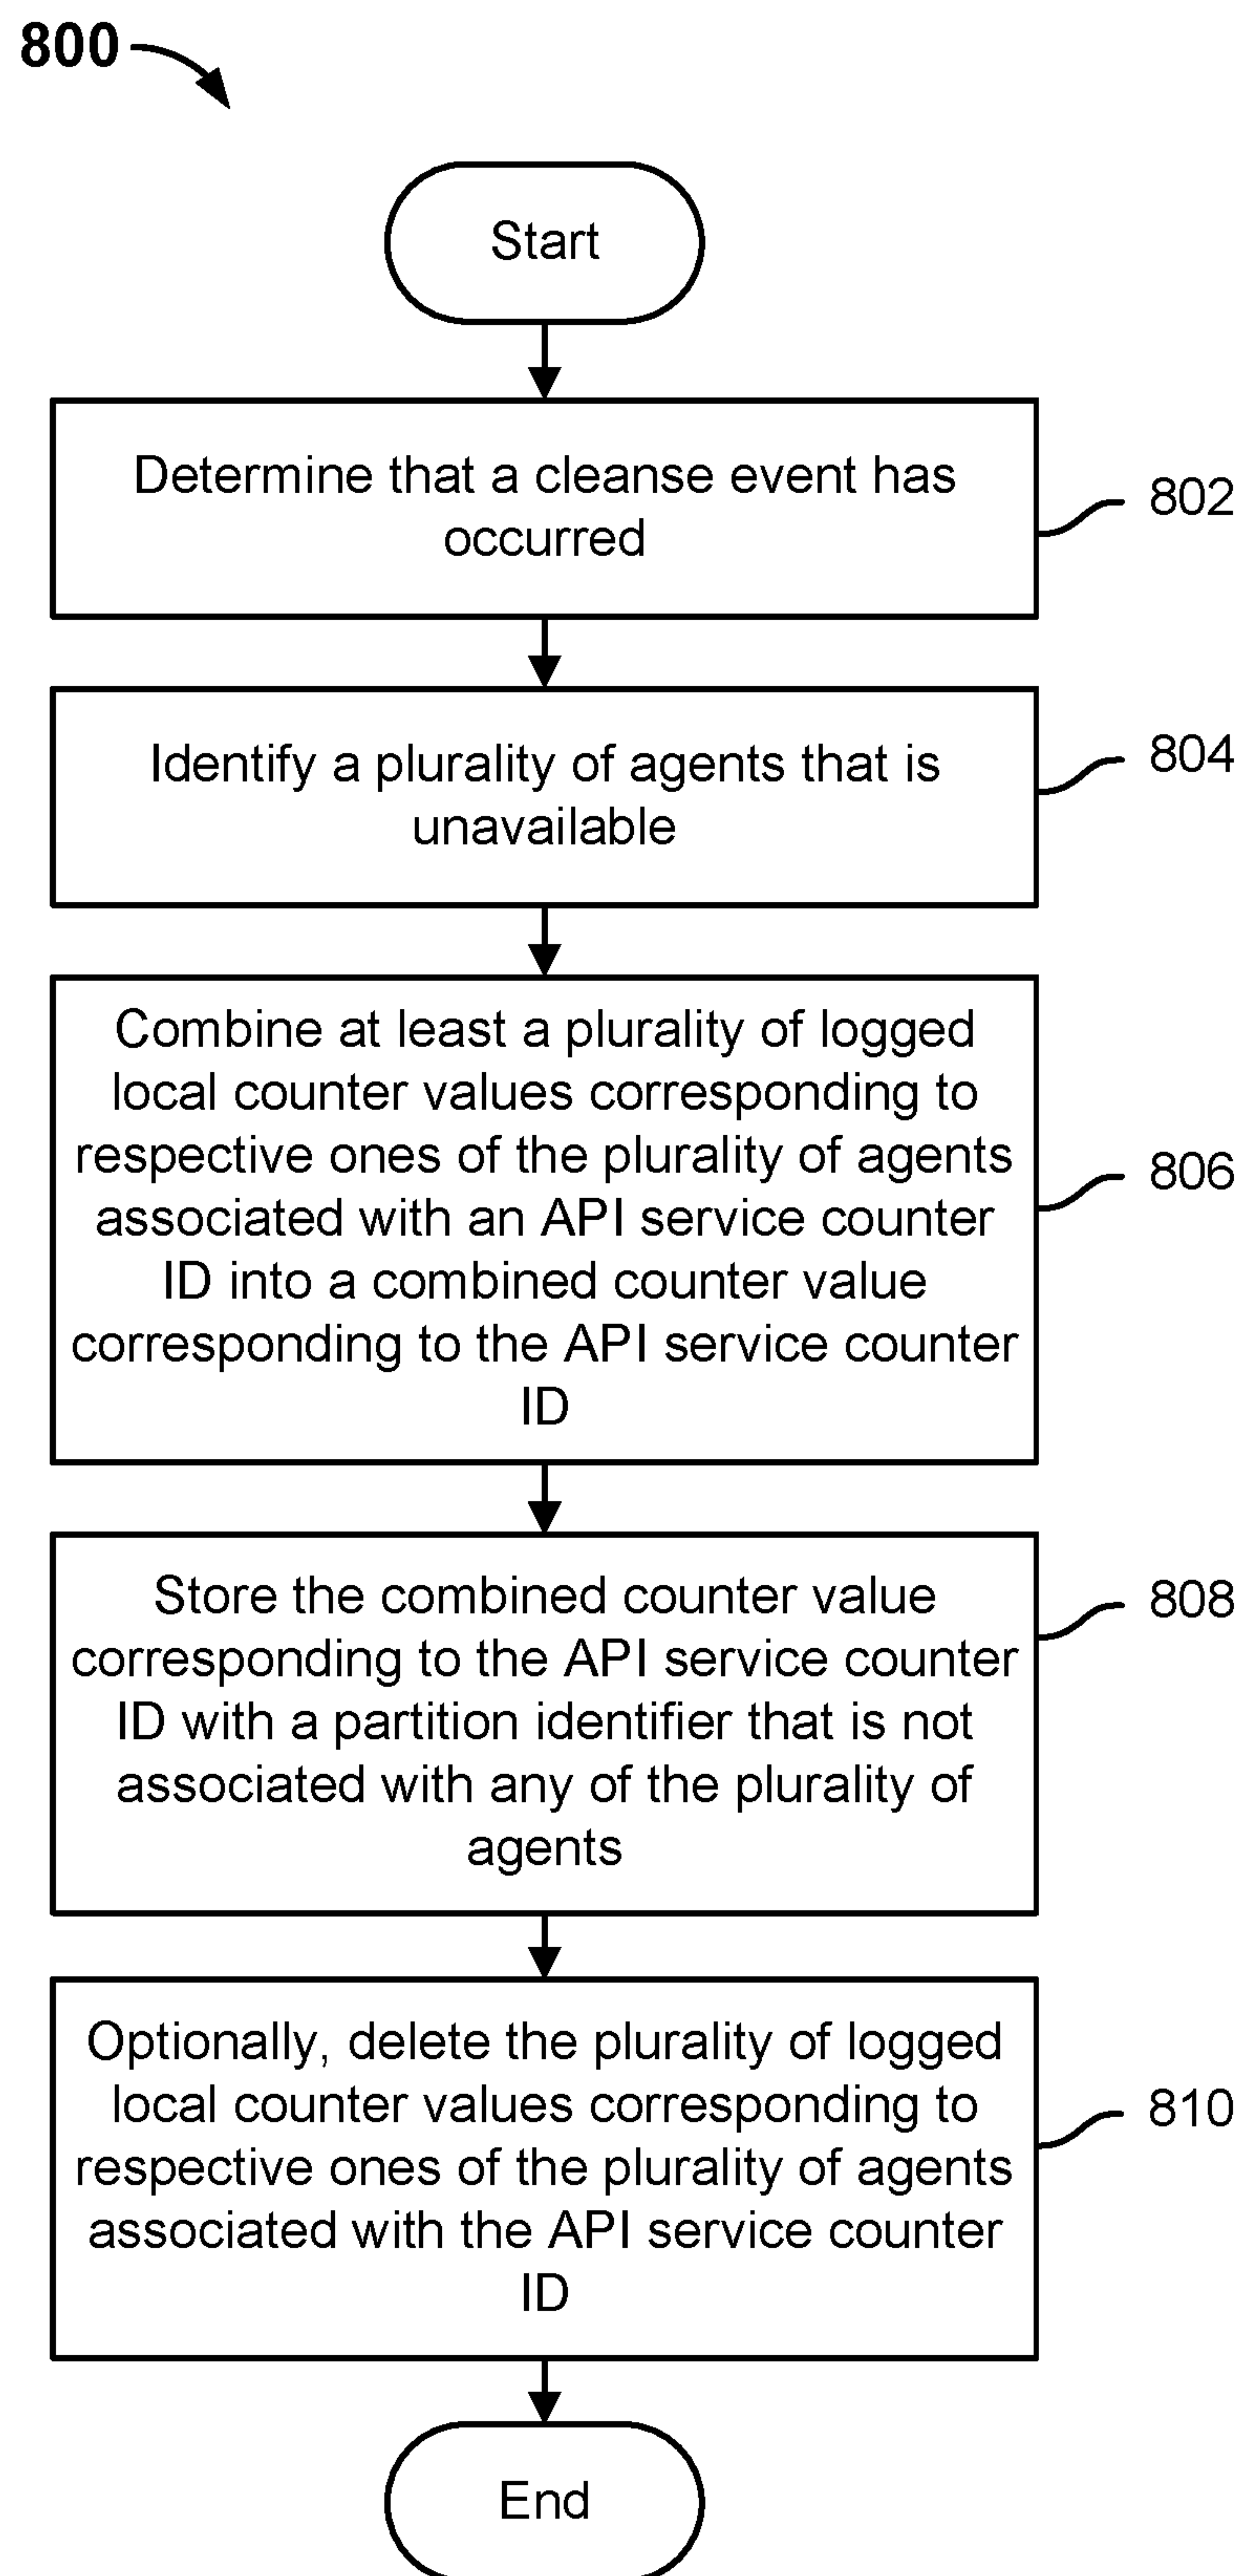 800
Start
Determine that a cleanse event has
occurred
802
Identify a plurality of agents that is
unavailable
804
Combine at least a plurality of logged
local counter values corresponding to
respective ones of the plurality of agents
associated with an API service counter
ID into a combined counter value
corresponding to the API service counter
ID
806
Store the combined counter value
corresponding to the API service counter
ID with a partition identifier that is not
associated with any of the plurality of
agents
808
Optionally, delete the plurality of logged
local counter values corresponding to
respective ones of the plurality of agents
associated with the API service counter
ID
810
End